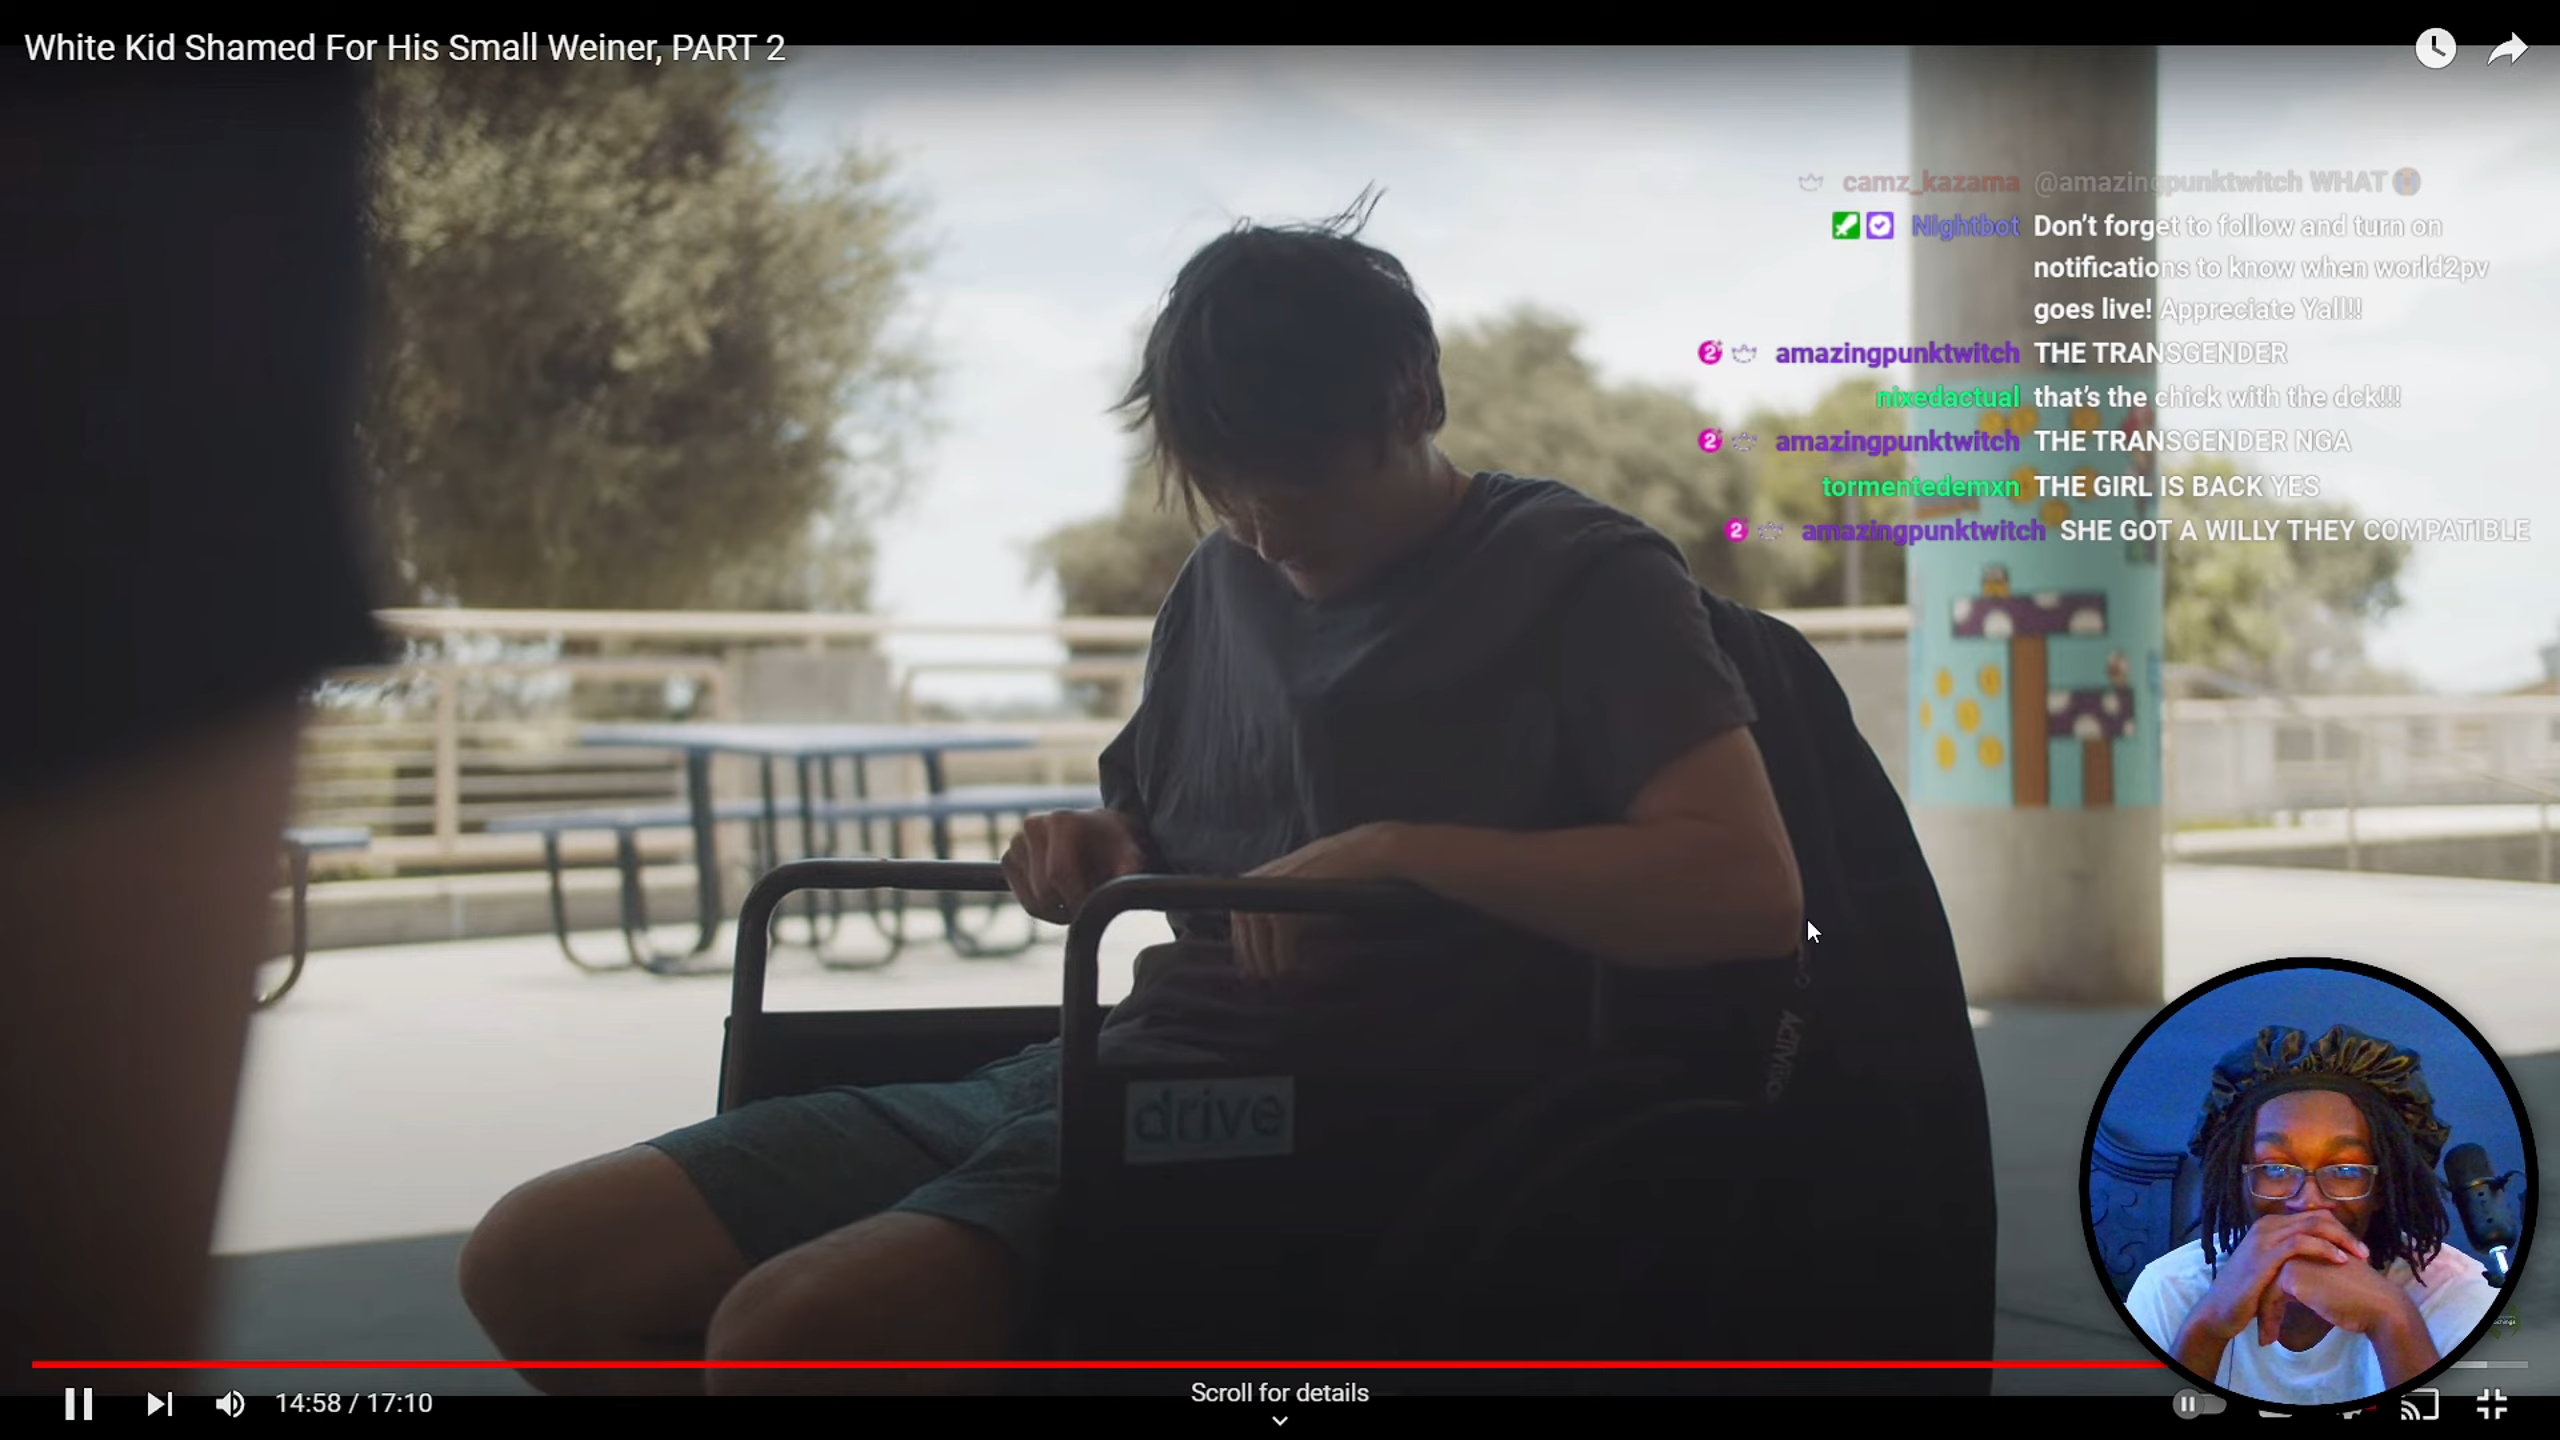 White Kid Shamed For His Small Weiner, PART 2
camz_kazama @amazingpunktwitch WHAT
Nightbot Don't forget to follow and turn on
notifications to know when world2pv
goes live! Appreciate Yall!!
2 amazingpunktwitch THE TRANSGENDER
nixedactual that's the chick with the dck!!!
2 amazingpunktwitch THE TRANSGENDER NGA
tormentedemxn THE GIRL IS BACK YES
2 amazingpunktwitch SHE GOT A WILLY THEY COMPATIBLE
drive
14:58 / 17:10
Scroll for details